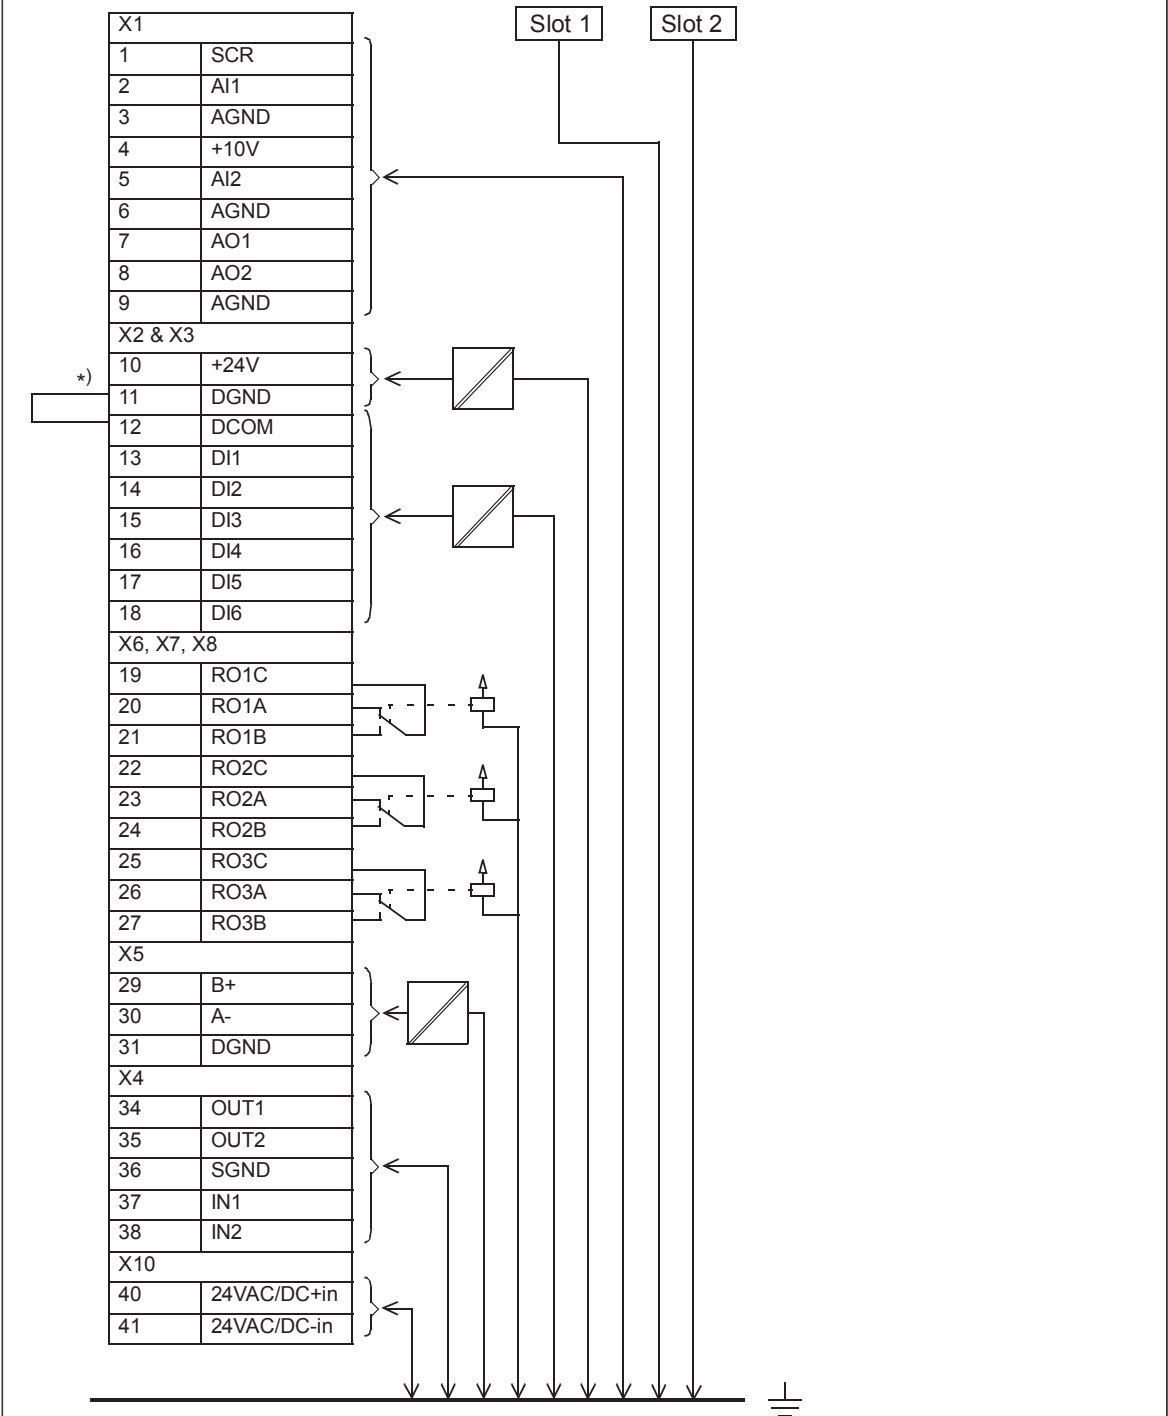 Slot 1 Slot 2
X1
1 SCR
2 AI1
3 AGND
4 +10V
5 AI2
6 AGND
7 AO1
8 AO2
9 AGND
X2 & X3
10 +24V
*)
11 DGND
12 DCOM
13 DI1
14 DI2
15 DI3
16 DI4
17 DI5
18 DI6
X6, X7, X8
19 RO1C
20 RO1A
21 RO1B
22 RO2C
23 RO2A
24 RO2B
25 RO3C
26 RO3A
27 RO3B
X5
29 B+
30 A-
31 DGND
X4
34 OUT1
35 OUT2
36 SGND
37 IN1
38 IN2
X10
40 24VAC/DC+in
41 24VAC/DC-in